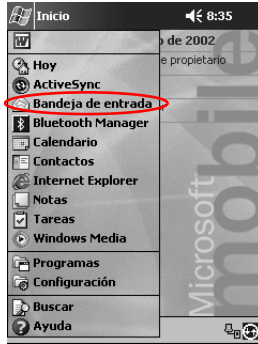 Inicio 8:35
o de 2002
Hoy
e propietario
ActiveSync
Bandeja de entrada
Bluetooth Manager
Calendario
Contactos
Internet Explorer
Notas
Tareas
Windows Media
Programas
Configuración
Buscar
Ayuda
Microsoft
mobile